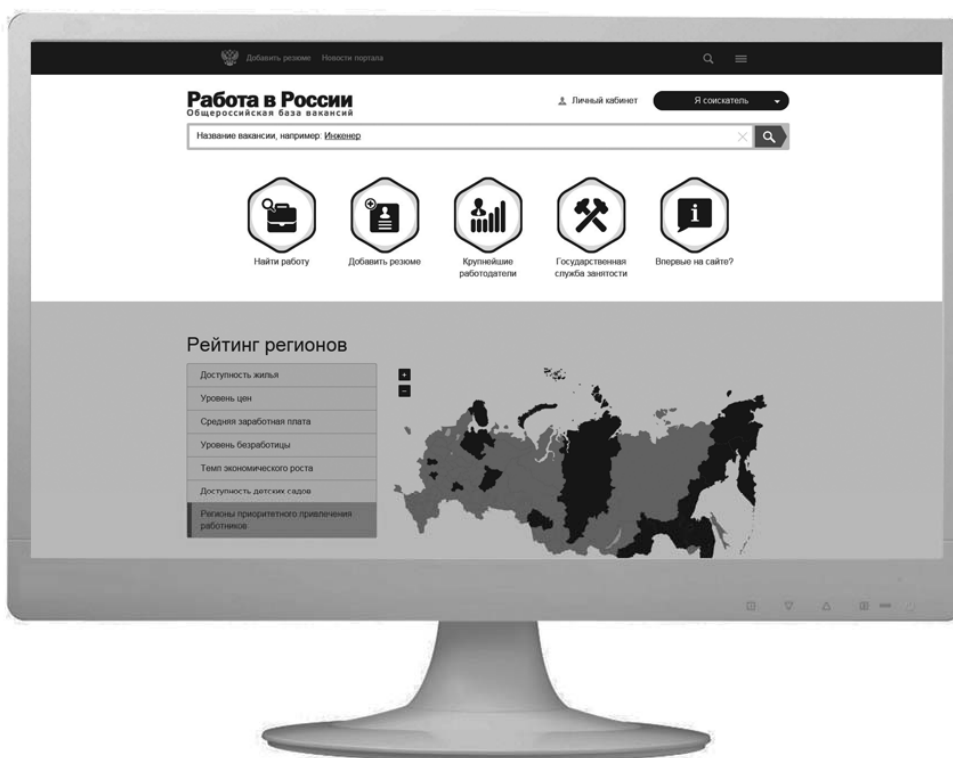 Добавить резюме Новости портала
Работа в России
Общероссийская база вакансий
Личный кабинет
Я соискатель
Название вакансии, например: Инженер
Найти работу
Добавить резюме
Крупнейшие
работодатели
Государственная
служба занятости
Впервые на сайте?
Рейтинг регионов
Доступность жилья
Уровень цен
Средняя заработная плата
Уровень безработицы
Темп экономического роста
Доступность детских садов
Регионы приоритетного привлечения
работников